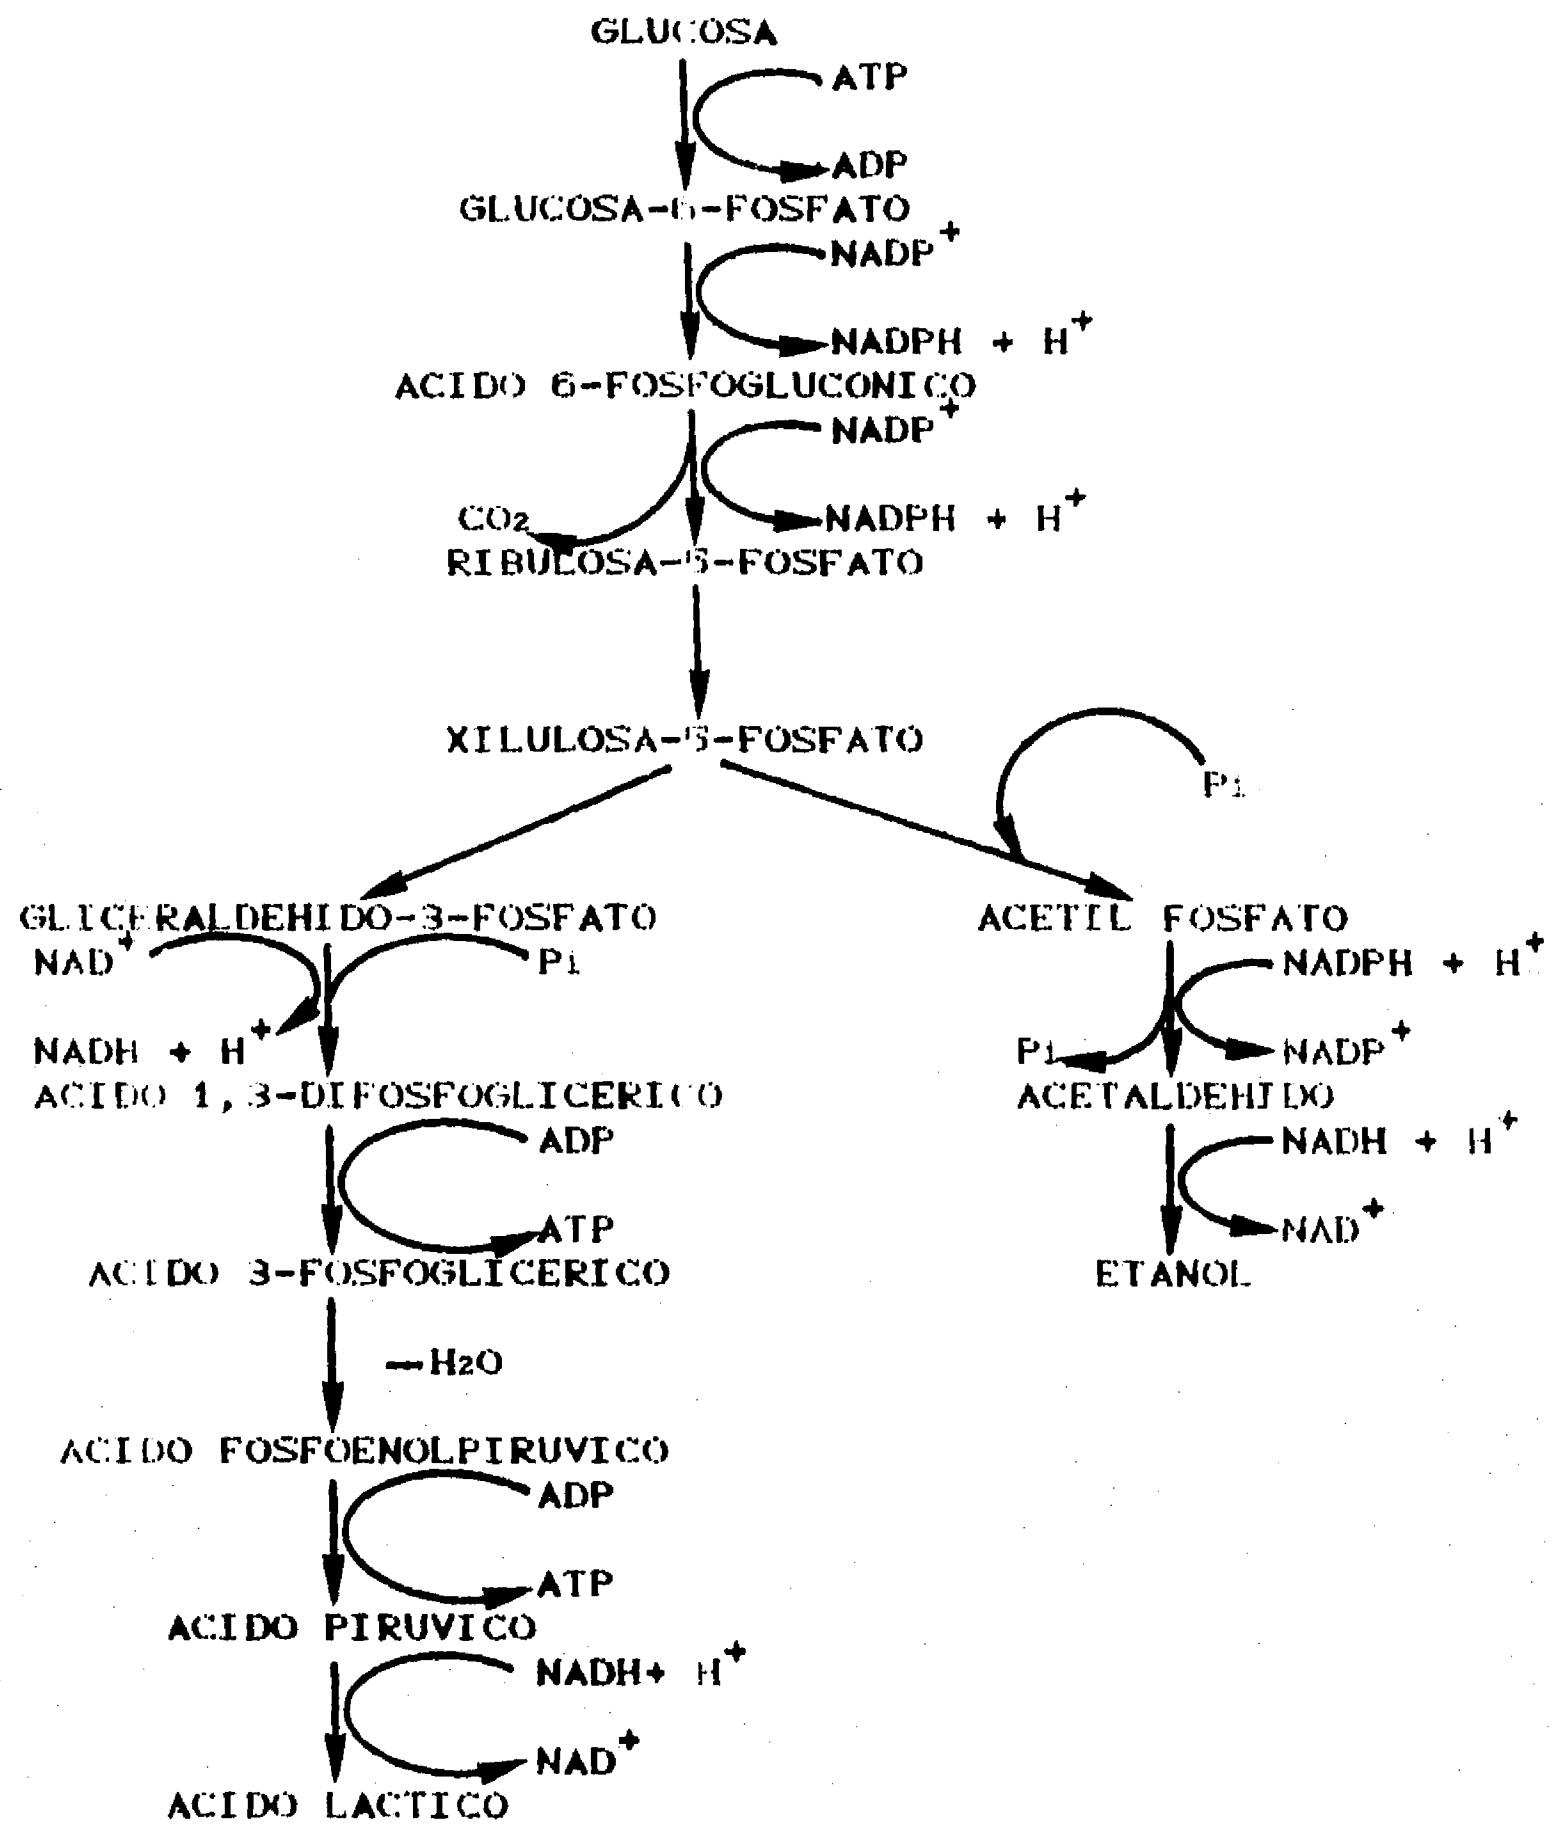 GLUCOSA
ATP
ADP
GLUCOSA-6-FOSFATO
NADP+
NADPH + H+
ACIDO 6-FOSFOGLUCONICO
NADP+
CO2
NADPH + H+
RIBULOSA-5-FOSFATO
XILULOSA-5-FOSFATO
Pi
GLICERALDEHIDO-3-FOSFATO
ACETIL FOSFATO
NAD+
Pi
NADPH + H+
NADH + H+
Pi
NADP+
ACIDO 1,3-DIFOSFOGLICERICO
ACETALDEHIDO
ADP
NADH + H+
ATP
NAD+
ACIDO 3-FOSFOGLICERICO
ETANOL
—H2O
ACIDO FOSFOENOLPIRUVICO
ADP
ATP
ACIDO PIRUVICO
NADH+ H+
NAD+
ACIDO LACTICO